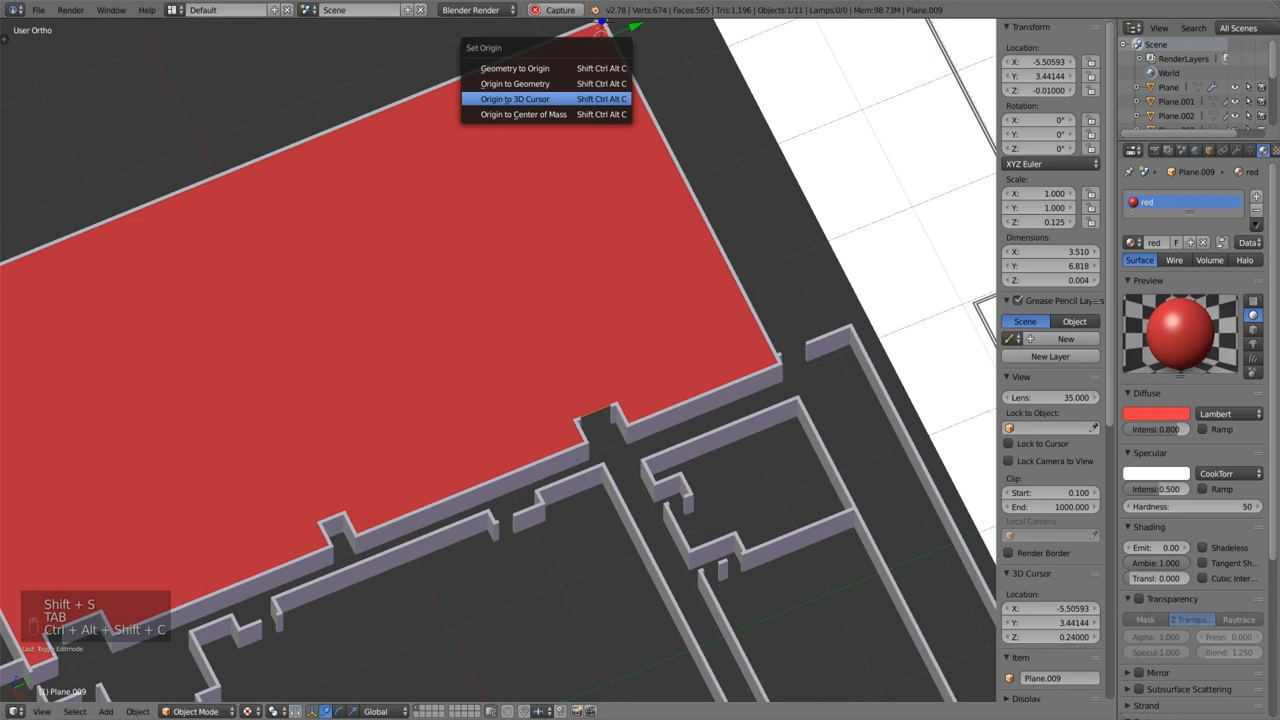 File Render Window Help Default Scene Blender Render Capture v2.78 | Verts:674 | Faces:565 | Tris:1,196 | Objects:1/11 | Lamps:0/0 | Mem:98.73M | Plane.009
User Ortho
Set Origin
Geometry to Origin Shift Ctrl Alt C
Origin to Geometry Shift Ctrl Alt C
Origin to 3D Cursor Shift Ctrl Alt C
Origin to Center of Mass Shift Ctrl Alt C
Shift + S
TAB
Ctrl + Alt + Shift + C
Last: Toggle Editmode
(1) Plane.009
View Select Add Object Object Mode Global
Transform
Location:
X: -5.50593
Y: 3.44144
Z: -0.01000
Rotation:
X: 0°
Y: 0°
Z: 0°
XYZ Euler
Scale:
X: 1.000
Y: 1.000
Z: 0.125
Dimensions:
X: 3.510
Y: 6.818
Z: 0.004
Grease Pencil Layers
Scene Object
New
New Layer
View
Lens: 35.000
Lock to Object:
Lock to Cursor
Lock Camera to View
Clip:
Start: 0.100
End: 1000.000
Local Camera:
Render Border
3D Cursor
Location:
X: -5.50593
Y: 3.44144
Z: 0.24000
Item
Plane.009
Display
View Search All Scenes
Scene
RenderLayers
World
Plane
Plane.001
Plane.002
Plane.009 red
red
red F Data
Surface Wire Volume Halo
Preview
Diffuse
Lambert
Intensi:0.800 Ramp
Specular
CookTorr
Intensi:0.500 Ramp
Hardness: 50
Shading
Emit: 0.00 Shadeless
Ambie:1.000 Tangent Sh...
Transl: 0.000 Cubic Inter...
Transparency
Mask Z Transpa... Raytrace
Alpha: 1.000 Fresn: 0.000
Specul:1.000 Blend: 1.250
Mirror
Subsurface Scattering
Strand